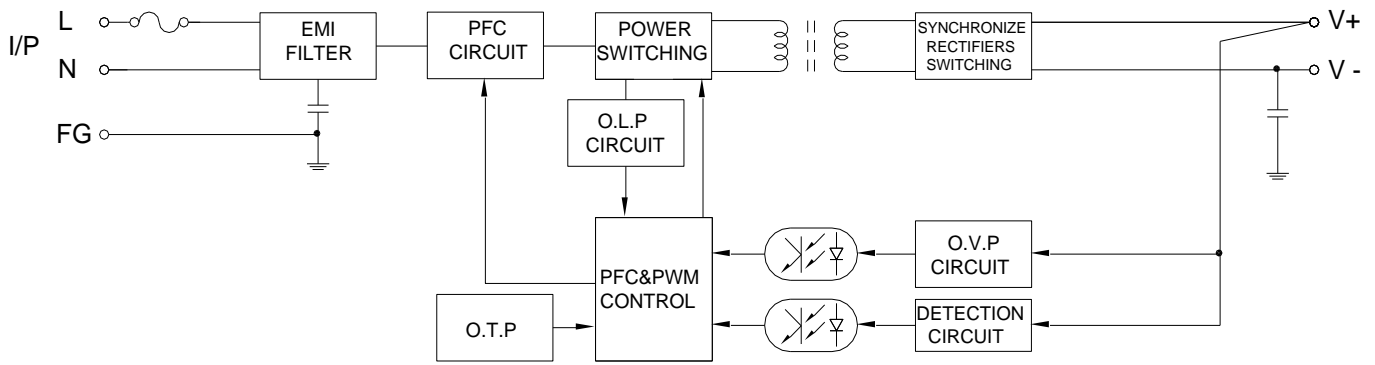 L
I/P
N
FG
EMI
FILTER
PFC
CIRCUIT
POWER
SWITCHING
SYNCHRONIZE
RECTIFIERS
SWITCHING
V+
V -
O.L.P
CIRCUIT
PFC&PWM
CONTROL
O.T.P
O.V.P
CIRCUIT
DETECTION
CIRCUIT